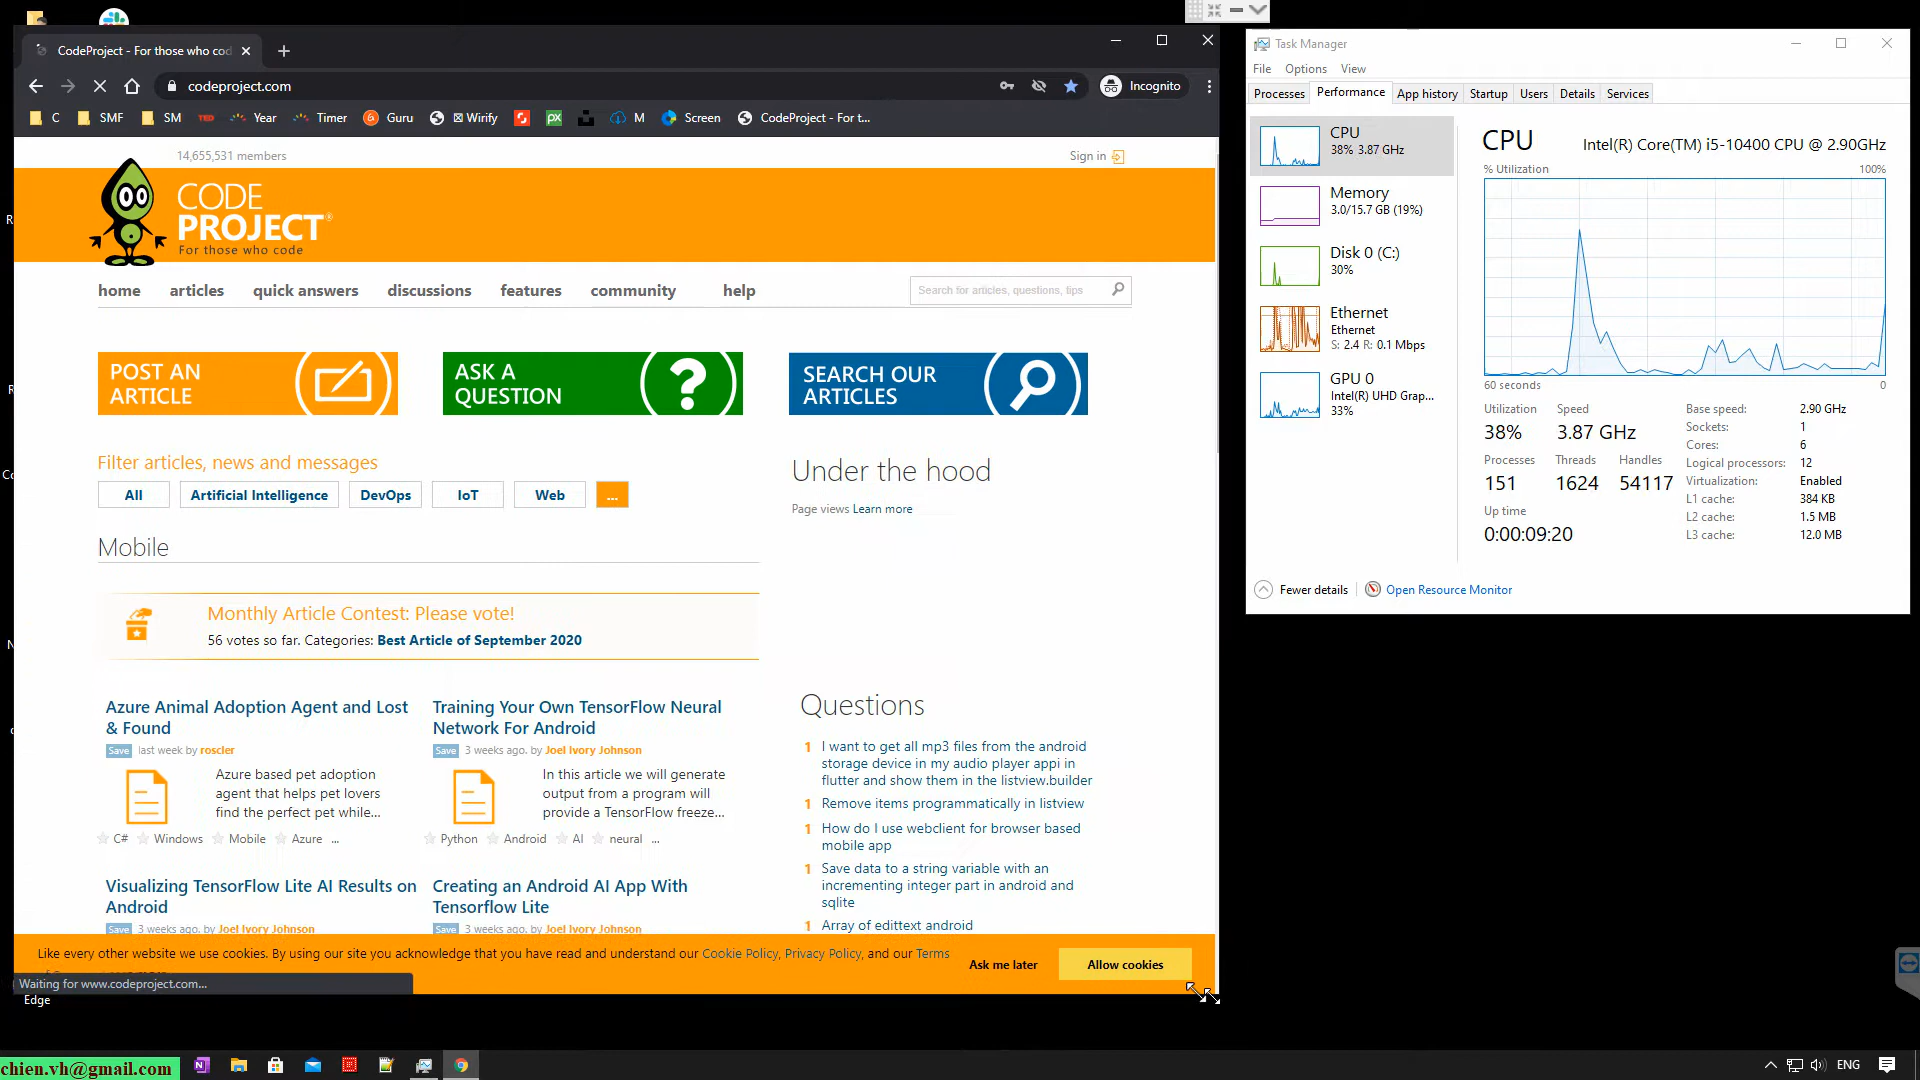 CodeProject - For those who cod
codeproject.com
Incognito
C
SMF
SM
Year
Timer
Guru
Wirify
px
M
Screen
CodeProject - For t...
14,655,531 members
Sign in
CODE
PROJECT®
For those who code
home
articles
quick answers
discussions
features
community
help
Search for articles, questions, tips
POST AN
ARTICLE
ASK A
QUESTION
?
SEARCH OUR
ARTICLES
Filter articles, news and messages
All
Artificial Intelligence
DevOps
IoT
Web
...
Under the hood
Page views Learn more
Mobile
Monthly Article Contest: Please vote!
56 votes so far. Categories: Best Article of September 2020
Azure Animal Adoption Agent and Lost
& Found
Save last week by roscler
Azure based pet adoption
agent that helps pet lovers
find the perfect pet while...
C# Windows Mobile Azure ...
Training Your Own TensorFlow Neural
Network For Android
Save 3 weeks ago. by Joel Ivory Johnson
In this article we will generate
output from a program will
provide a TensorFlow freeze...
Python Android AI neural ...
Visualizing TensorFlow Lite AI Results on
Android
Save 3 weeks ago. by Joel Ivory Johnson
Creating an Android AI App With
Tensorflow Lite
Save 3 weeks ago. by Joel Ivory Johnson
Questions
1 I want to get all mp3 files from the android
storage device in my audio player appi in
flutter and show them in the listview.builder
1 Remove items programmatically in listview
1 How do I use webclient for browser based
mobile app
1 Save data to a string variable with an
incrementing integer part in android and
sqlite
1 Array of edittext android
Like every other website we use cookies. By using our site you acknowledge that you have read and understand our Cookie Policy, Privacy Policy, and our Terms
Ask me later
Allow cookies
Waiting for www.codeproject.com...
Edge
Task Manager
File Options View
Processes
Performance
App history
Startup
Users
Details
Services
CPU
38% 3.87 GHz
Memory
3.0/15.7 GB (19%)
Disk 0 (C:)
30%
Ethernet
Ethernet
S: 2.4 R: 0.1 Mbps
GPU 0
Intel(R) UHD Grap...
33%
CPU
Intel(R) Core(TM) i5-10400 CPU @ 2.90GHz
% Utilization
100%
60 seconds
0
Utilization
38%
Speed
3.87 GHz
Processes
151
Threads
1624
Handles
54117
Up time
0:00:09:20
Base speed: 2.90 GHz
Sockets: 1
Cores: 6
Logical processors: 12
Virtualization: Enabled
L1 cache: 384 KB
L2 cache: 1.5 MB
L3 cache: 12.0 MB
Fewer details
Open Resource Monitor
chien.vh@gmail.com
ENG